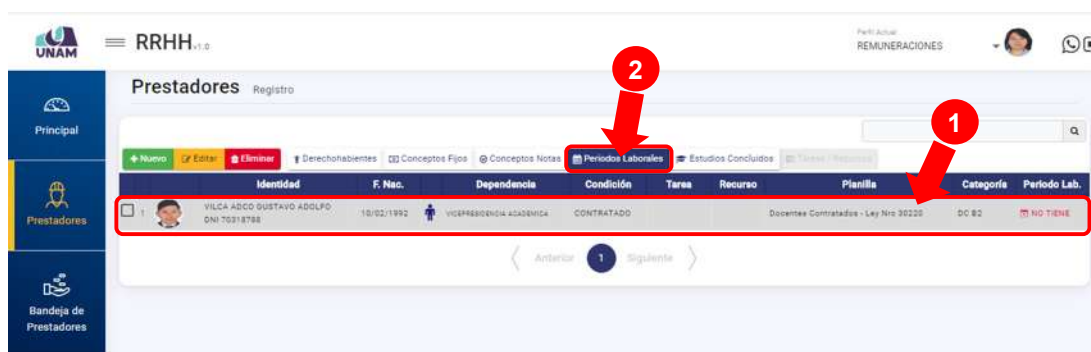 UNAM
RRHH v1.0
Perfil Actual
REMUNERACIONES
Prestadores Registro
2
1
Principal
Prestadores
Bandeja de
Prestadores
Nuevo Editar Eliminar Derechohabientes Conceptos Fijos Conceptos Notas Periodos Laborales Estudios Concluidos
Identidad F. Nac. Dependencia Condición Tarea Recurso Planilla Categoría Periodo Lab.
1 VILCA ADCO GUSTAVO ADOLFO
DNI 70318788 10/02/1992 VICEPRESIDENCIA ACADEMICA CONTRATADO Docentes Contratados - Ley Nro 30220 DC B2 NO TIENE
Anterior 1 Siguiente